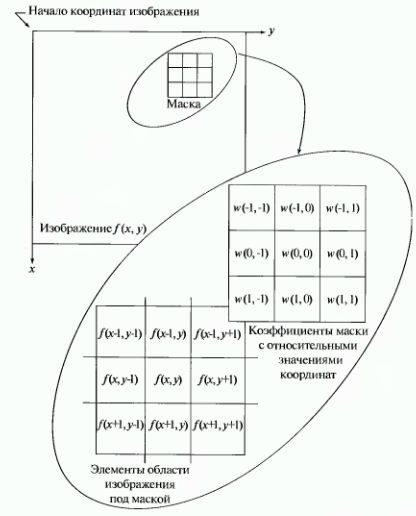 Начало координат изображения
y
Маска
Изображение f(x, y)
x
w(-1, -1) w(-1, 0) w(-1, 1)
w(0, -1) w(0, 0) w(0, 1)
w(1, -1) w(1, 0) w(1, 1)
Коэффициенты маски
с относительными
значениями
координат
f(x-1, y-1) f(x-1, y) f(x-1, y+1)
f(x, y-1) f(x, y) f(x, y+1)
f(x+1, y-1) f(x+1, y) f(x+1, y+1)
Элементы области
изображения
под маской